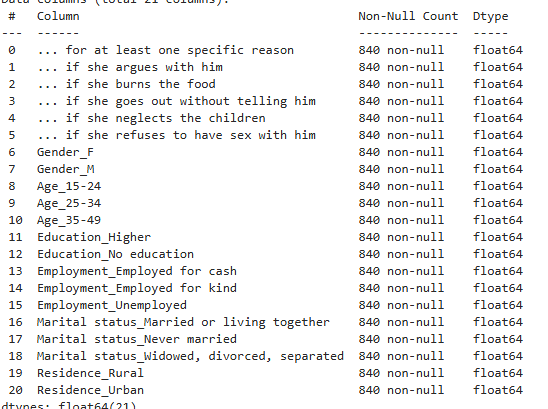 Data columns (total 21 columns):
 #   Column                                      Non-Null Count  Dtype
---  ------                                      --------------  -----
 0   ... for at least one specific reason        840 non-null    float64
 1   ... if she argues with him                  840 non-null    float64
 2   ... if she burns the food                   840 non-null    float64
 3   ... if she goes out without telling him     840 non-null    float64
 4   ... if she neglects the children            840 non-null    float64
 5   ... if she refuses to have sex with him     840 non-null    float64
 6   Gender_F                                    840 non-null    float64
 7   Gender_M                                    840 non-null    float64
 8   Age_15-24                                   840 non-null    float64
 9   Age_25-34                                   840 non-null    float64
 10  Age_35-49                                   840 non-null    float64
 11  Education_Higher                            840 non-null    float64
 12  Education_No education                      840 non-null    float64
 13  Employment_Employed for cash                840 non-null    float64
 14  Employment_Employed for kind                840 non-null    float64
 15  Employment_Unemployed                       840 non-null    float64
 16  Marital status_Married or living together   840 non-null    float64
 17  Marital status_Never married                840 non-null    float64
 18  Marital status_Widowed, divorced, separated  840 non-null    float64
 19  Residence_Rural                             840 non-null    float64
 20  Residence_Urban                             840 non-null    float64
dtypes: float64(21)